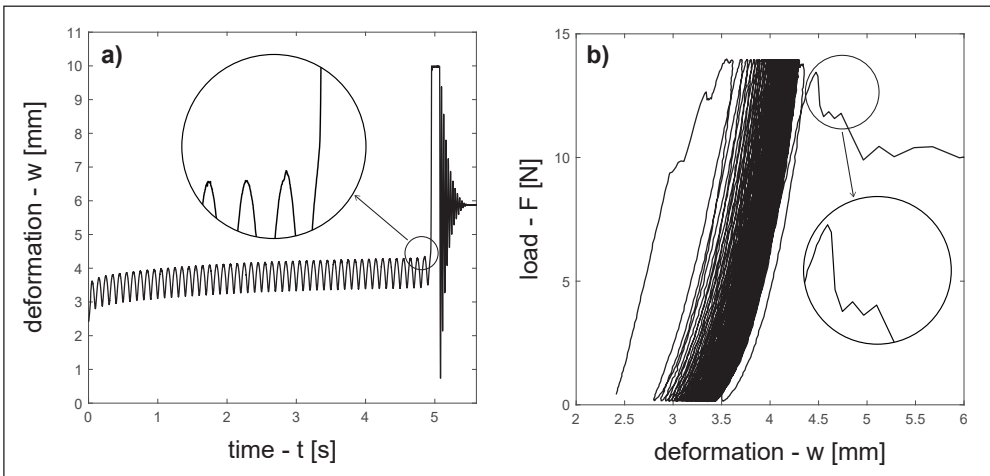 a)
deformation - w [mm]
11
10
9
8
7
6
5
4
3
2
1
0
0 1 2 3 4 5
time - t [s]
b)
load - F [N]
15
10
5
0
2 2.5 3 3.5 4 4.5 5 5.5 6
deformation - w [mm]